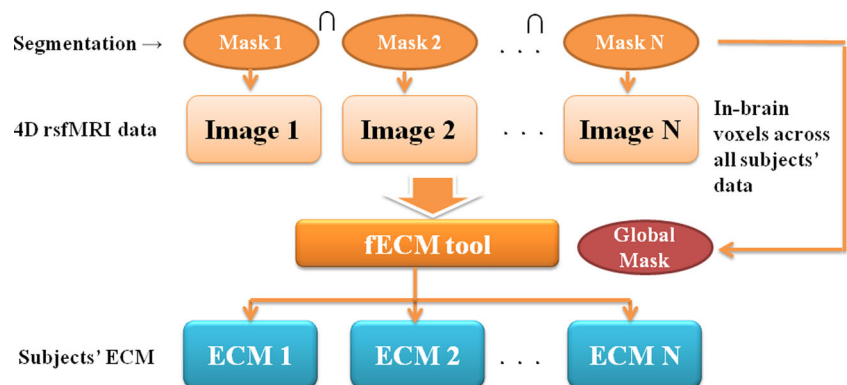 Segmentation → Mask 1 ∩ Mask 2 . . . ∩ Mask N
4D rsfMRI data Image 1 Image 2 . . . Image N
In-brain
voxels across
all subjects'
data
fECM tool
Global
Mask
Subjects' ECM ECM 1 ECM 2 . . . ECM N